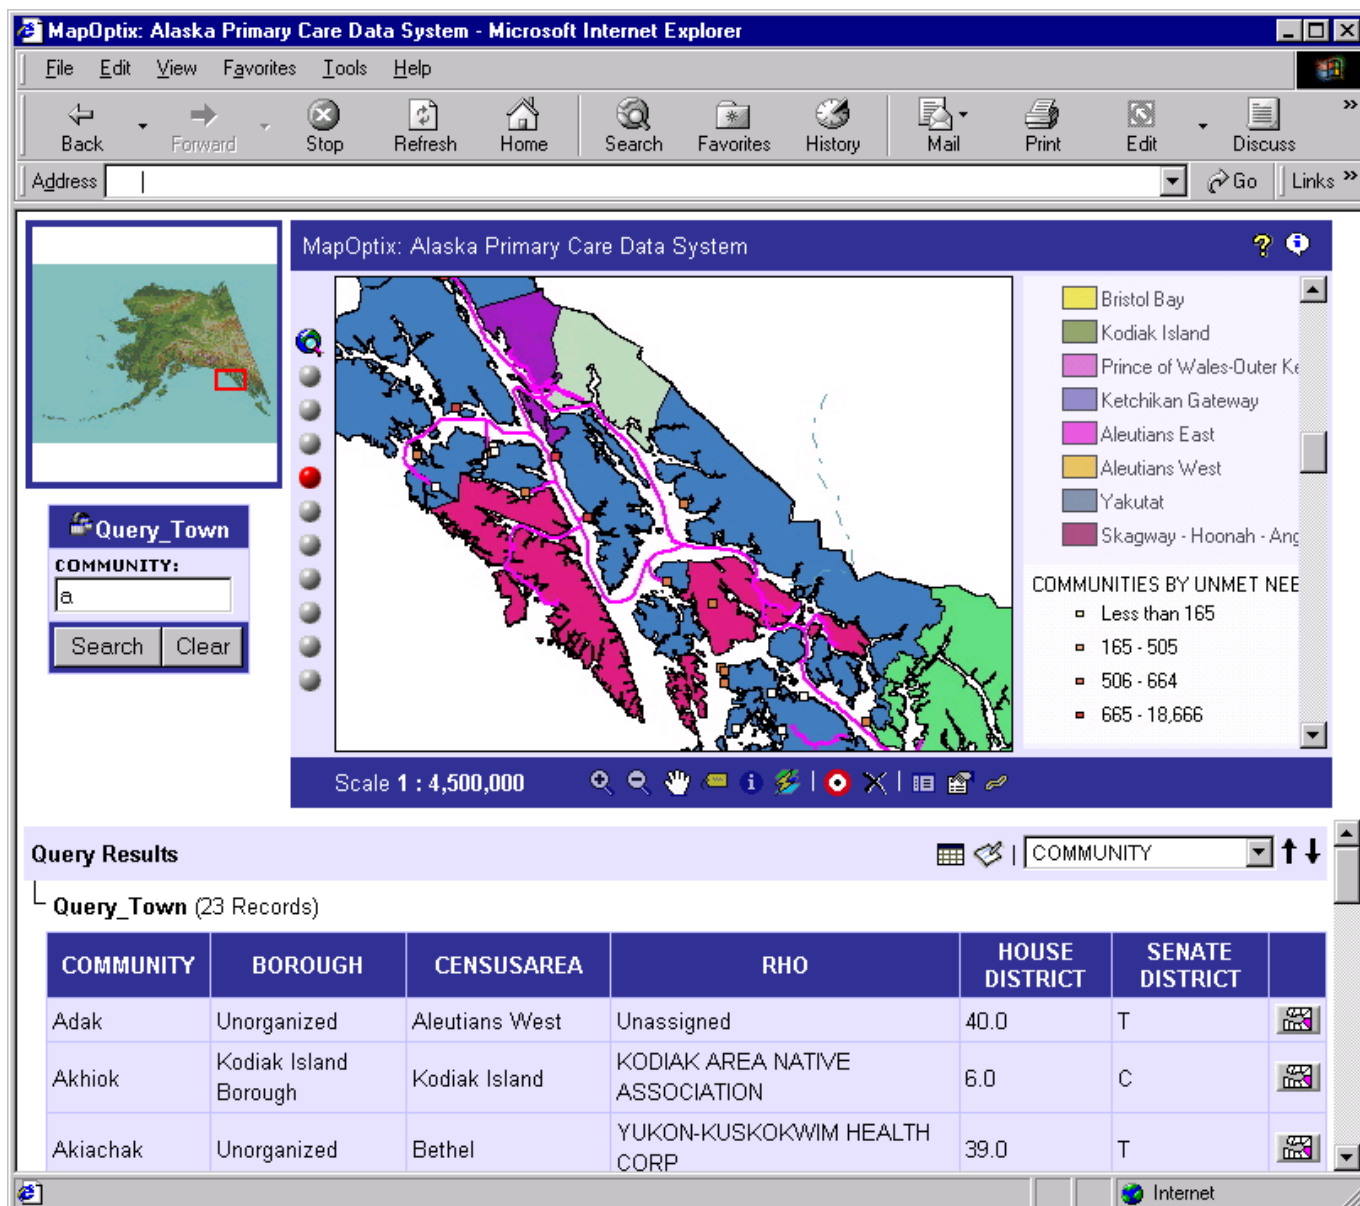 MapOptix: Alaska Primary Care Data System - Microsoft Internet Explorer
File Edit View Favorites Tools Help
Back Forward Stop Refresh Home Search Favorites History Mail Print Edit Discuss »
Address Go Links »
MapOptix: Alaska Primary Care Data System
Bristol Bay
Kodiak Island
Prince of Wales-Outer Ke
Ketchikan Gateway
Aleutians East
Aleutians West
Yakutat
Skagway - Hoonah - Ang
COMMUNITIES BY UNMET NEE
Less than 165
165 - 505
506 - 664
665 - 18,666
Query_Town
COMMUNITY:
a
Search Clear
Scale 1 : 4,500,000
Query Results
COMMUNITY
Query_Town (23 Records)
COMMUNITY BOROUGH CENSUSAREA RHO HOUSE DISTRICT SENATE DISTRICT
Adak Unorganized Aleutians West Unassigned 40.0 T
Akhiok Kodiak Island Borough Kodiak Island KODIAK AREA NATIVE ASSOCIATION 6.0 C
Akiachak Unorganized Bethel YUKON-KUSKOKWIM HEALTH CORP 39.0 T
Internet